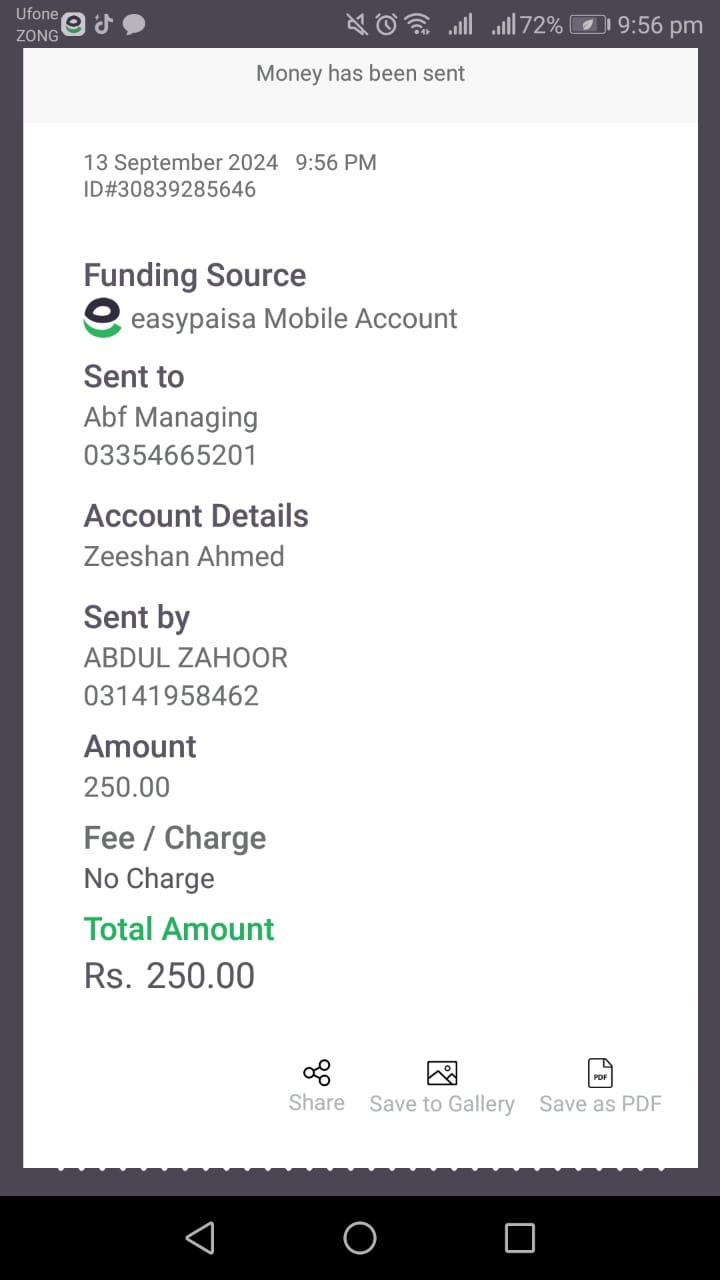 Ufone
ZONG
72% 9:56 pm
Money has been sent
13 September 2024 9:56 PM
ID#30839285646
Funding Source
easypaisa Mobile Account
Sent to
Abf Managing
03354665201
Account Details
Zeeshan Ahmed
Sent by
ABDUL ZAHOOR
03141958462
Amount
250.00
Fee / Charge
No Charge
Total Amount
Rs. 250.00
PDF
Share Save to Gallery Save as PDF